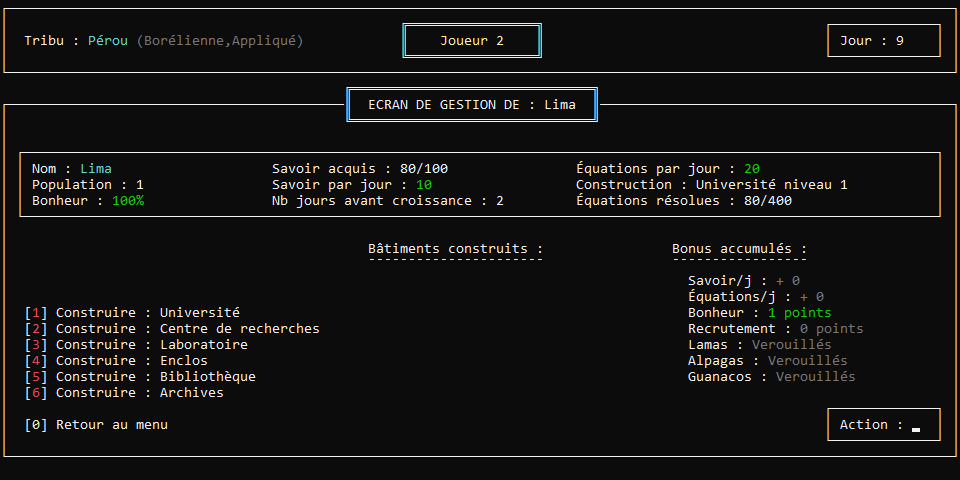 Tribu : Pérou (Borélienne,Appliqué)
Joueur 2
Jour : 9
ECRAN DE GESTION DE : Lima
Nom : Lima
Savoir acquis : 80/100
Équations par jour : 20
Population : 1
Savoir par jour : 10
Construction : Université niveau 1
Bonheur : 100%
Nb jours avant croissance : 2
Équations résolues : 80/400
Bâtiments construits :
----------------------
Bonus accumulés :
-----------------
Savoir/j : + 0
Équations/j : + 0
Bonheur : 1 points
Recrutement : 0 points
Lamas : Verouillés
Alpagas : Verouillés
Guanacos : Verouillés
[1] Construire : Université
[2] Construire : Centre de recherches
[3] Construire : Laboratoire
[4] Construire : Enclos
[5] Construire : Bibliothèque
[6] Construire : Archives
[0] Retour au menu
Action : _